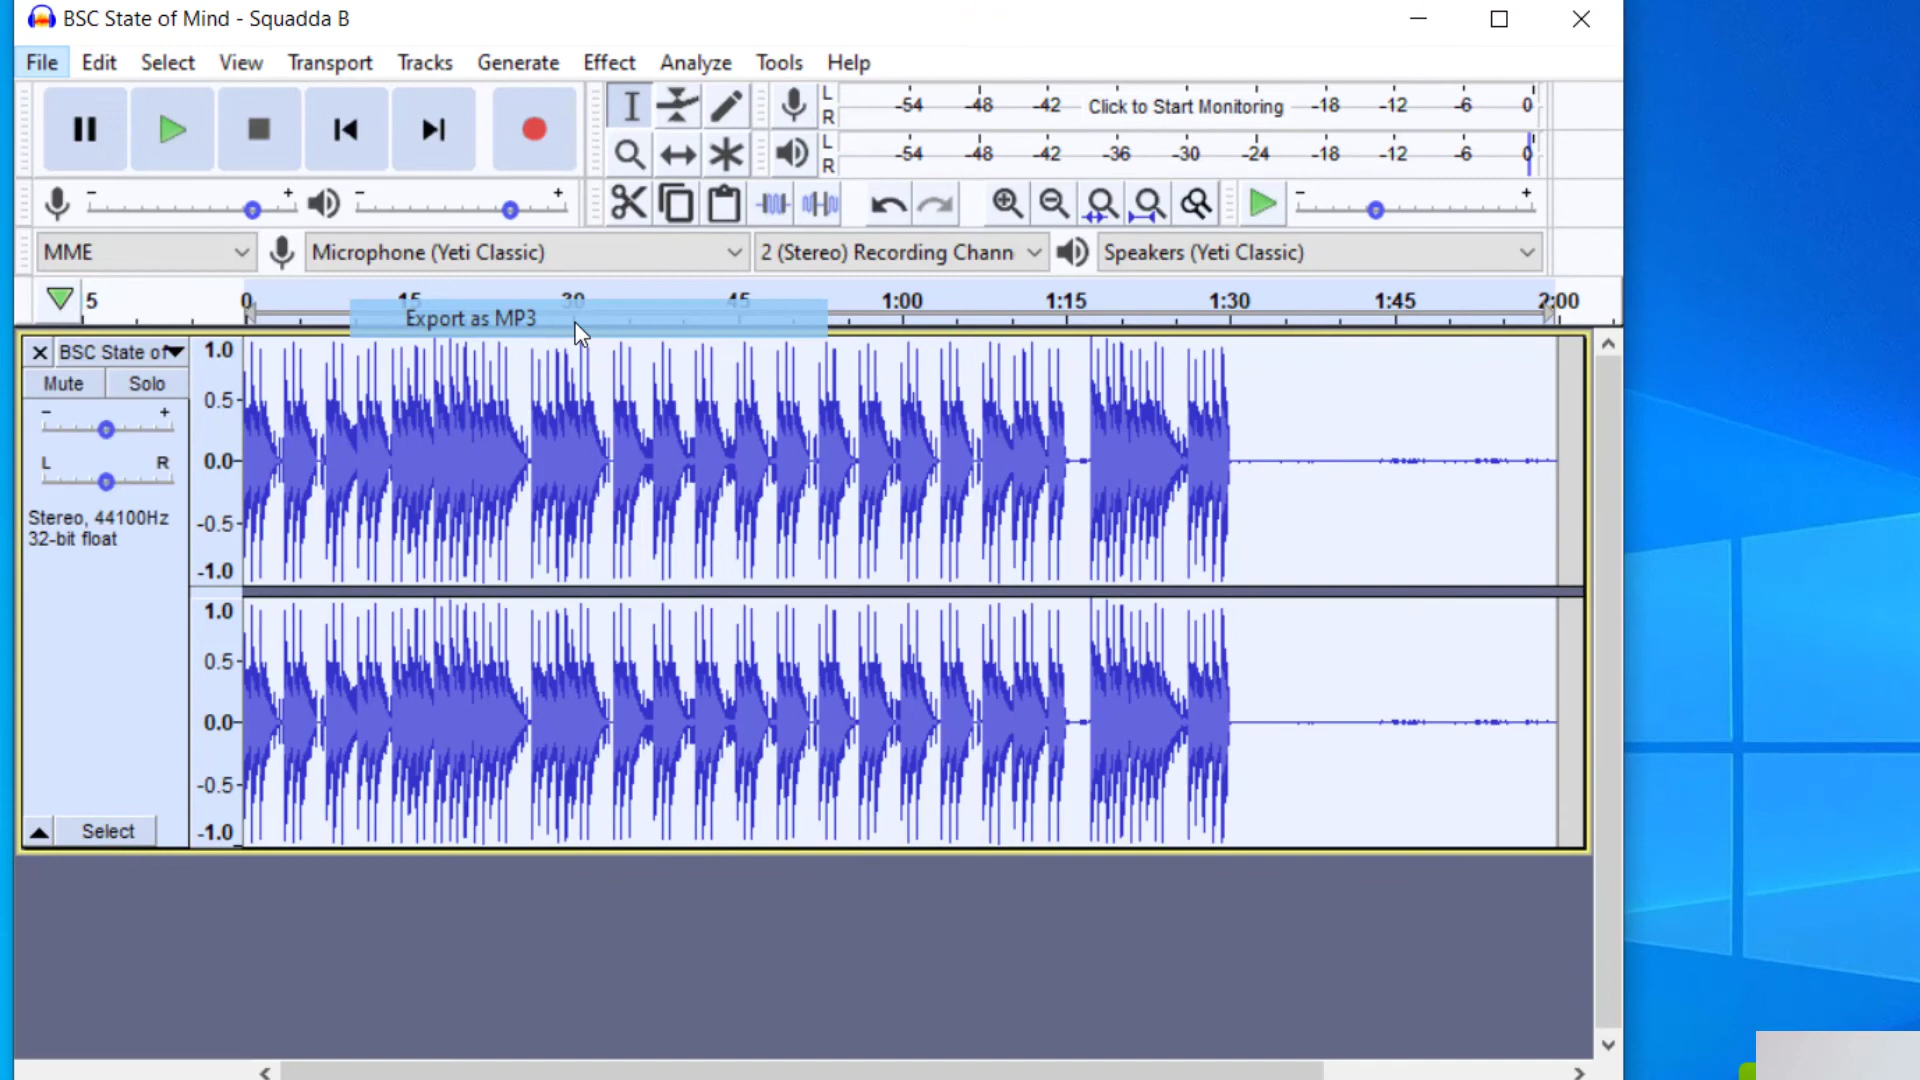 BSC State of Mind - Squadda B
File Edit Select View Transport Tracks Generate Effect Analyze Tools Help
L
R
-54 -48 -42 Click to Start Monitoring -18 -12 -6 0
L
R
-54 -48 -42 -36 -30 -24 -18 -12 -6 0
- + - + - +
MME Microphone (Yeti Classic) 2 (Stereo) Recording Chann Speakers (Yeti Classic)
5 0 15 30 45 1:00 1:15 1:30 1:45 2:00
Export as MP3
BSC State of
Mute Solo
- +
L R
Stereo, 44100Hz
32-bit float
Select
1.0
0.5
0.0
-0.5
-1.0
1.0
0.5
0.0
-0.5
-1.0